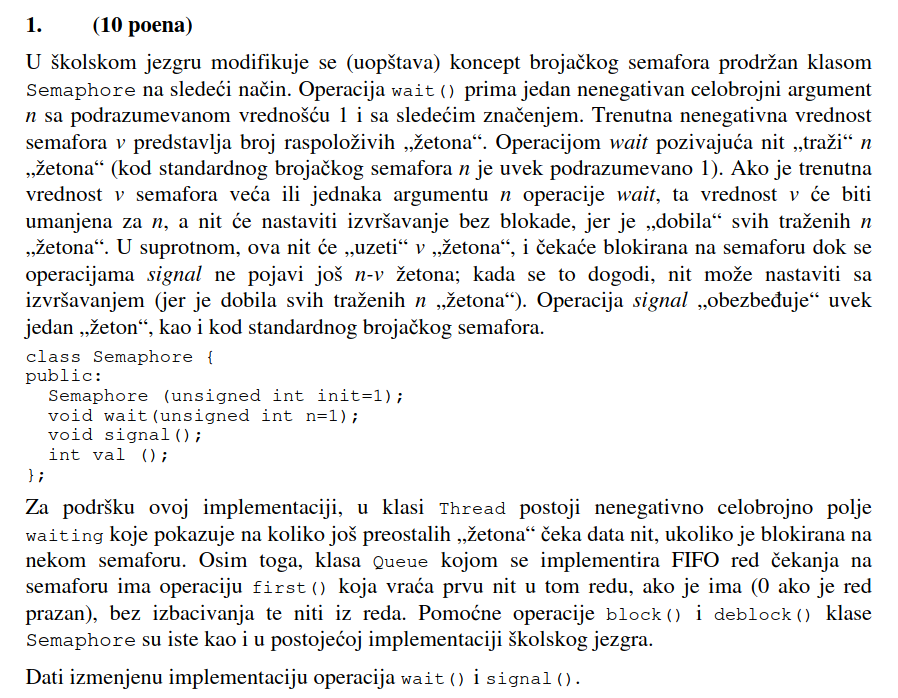 1. (10 poena)
U školskom jezgru modifikuje se (uopštava) koncept brojačkog semafora prodržan klasom
Semaphore na sledeći način. Operacija wait() prima jedan nenegativan celobrojni argument
n sa podrazumevanom vrednošću 1 i sa sledećim značenjem. Trenutna nenegativna vrednost
semafora v predstavlja broj raspoloživih „žetona“. Operacijom wait pozivajuća nit „traži“ n
„žetona“ (kod standardnog brojačkog semafora n je uvek podrazumevano 1). Ako je trenutna
vrednost v semafora veća ili jednaka argumentu n operacije wait, ta vrednost v će biti
umanjena za n, a nit će nastaviti izvršavanje bez blokade, jer je „dobila“ svih traženih n
„žetona“. U suprotnom, ova nit će „uzeti“ v „žetona“, i čekaće blokirana na semaforu dok se
operacijama signal ne pojavi još n-v žetona; kada se to dogodi, nit može nastaviti sa
izvršavanjem (jer je dobila svih traženih n „žetona“). Operacija signal „obezbeđuje“ uvek
jedan „žeton“, kao i kod standardnog brojačkog semafora.
class Semaphore {
public:
  Semaphore (unsigned int init=1);
  void wait(unsigned int n=1);
  void signal();
  int val ();
};
Za podršku ovoj implementaciji, u klasi Thread postoji nenegativno celobrojno polje
waiting koje pokazuje na koliko još preostalih „žetona“ čeka data nit, ukoliko je blokirana na
nekom semaforu. Osim toga, klasa Queue kojom se implementira FIFO red čekanja na
semaforu ima operaciju first() koja vraća prvu nit u tom redu, ako je ima (0 ako je red
prazan), bez izbacivanja te niti iz reda. Pomoćne operacije block() i deblock() klase
Semaphore su iste kao i u postojećoj implementaciji školskog jezgra.
Dati izmenjenu implementaciju operacija wait() i signal().